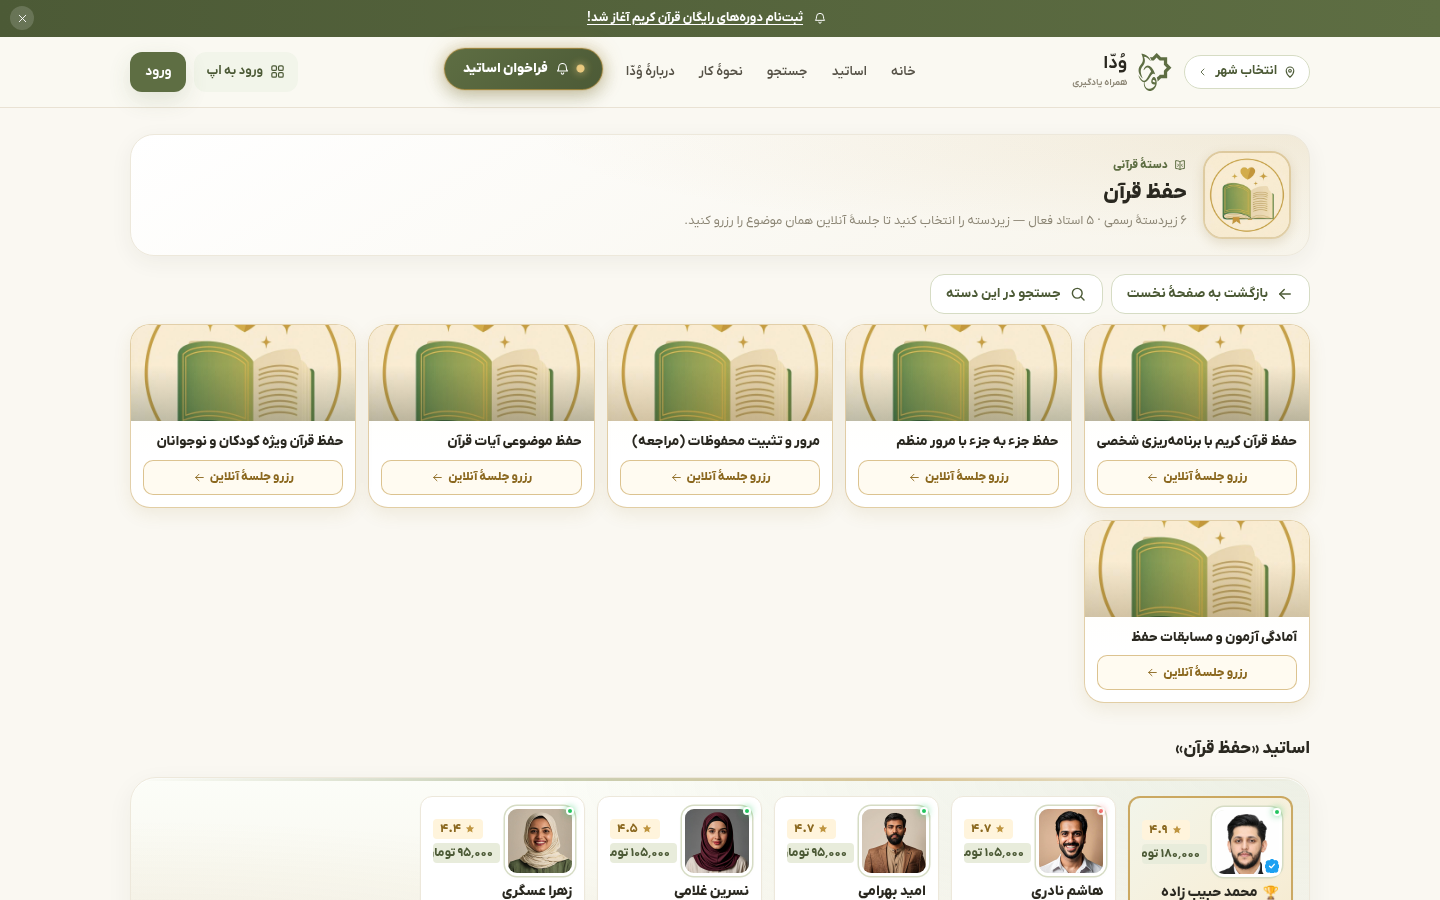 ثبت‌نام دوره‌های رایگان قرآن کریم آغاز شد!
انتخاب شهر
وُدّا
همراه یادگیری
خانه
اساتید
جستجو
نحوهٔ کار
دربارهٔ وُدّا
فراخوان اساتید
ورود به اپ
ورود
دستهٔ قرآنی
حفظ قرآن
۶ زیردستهٔ رسمی · ۵ استاد فعال — زیردسته را انتخاب کنید تا جلسهٔ آنلاین همان موضوع را رزرو کنید.
بازگشت به صفحهٔ نخست
جستجو در این دسته
حفظ قرآن کریم با برنامه‌ریزی شخصی
رزرو جلسهٔ آنلاین
حفظ جزء به جزء با مرور منظم
رزرو جلسهٔ آنلاین
مرور و تثبیت محفوظات (مراجعه)
رزرو جلسهٔ آنلاین
حفظ موضوعی آیات قرآن
رزرو جلسهٔ آنلاین
حفظ قرآن ویژه کودکان و نوجوانان
رزرو جلسهٔ آنلاین
آمادگی آزمون و مسابقات حفظ
رزرو جلسهٔ آنلاین
اساتید «حفظ قرآن»
۴.۹
۱۸۰٬۰۰۰
محمد حبیب زاده
۴.۷
۱۰۵٬۰۰۰
هاشم نادری
۴.۷
۹۵٬۰۰۰
امید بهرامی
۴.۵
۱۰۵٬۰۰۰
نسرین غلامی
۴.۴
۹۵٬۰۰۰
زهرا عسگری